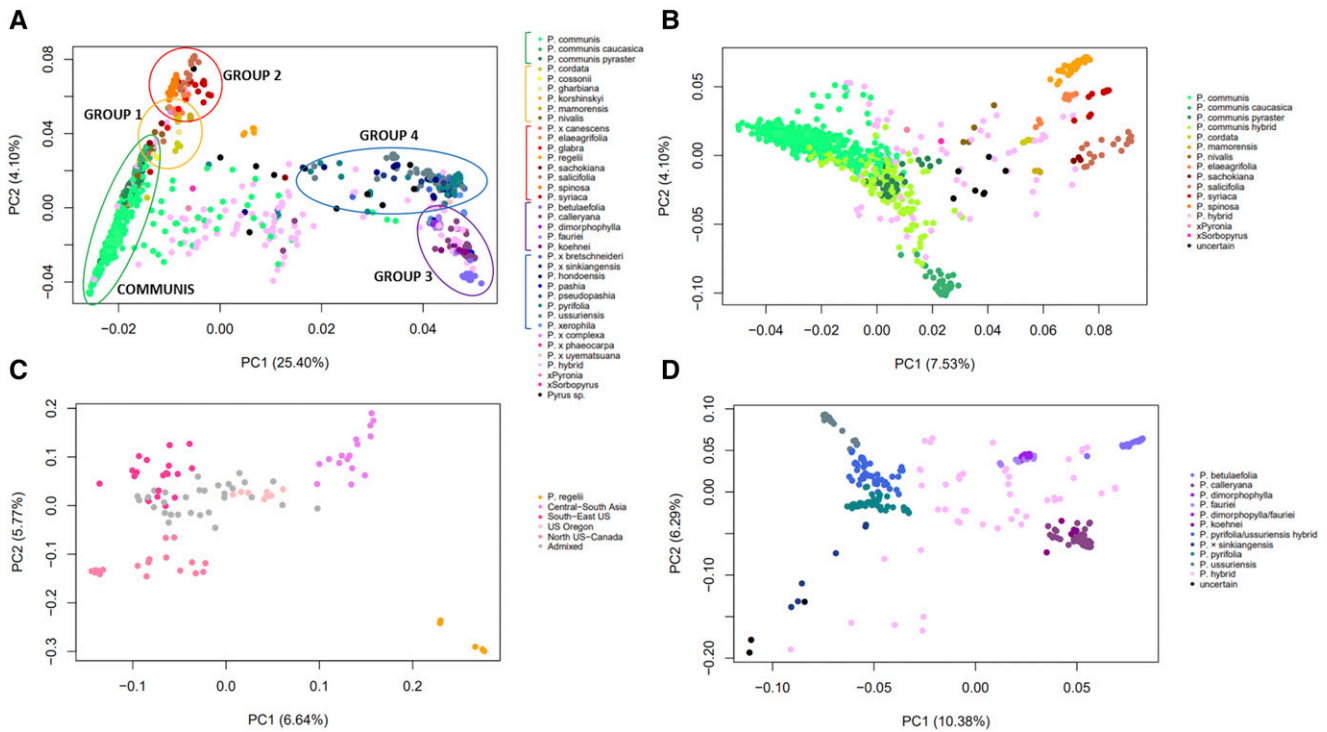 A
GROUP 1
GROUP 2
GROUP 3
GROUP 4
COMMUNIS
PC2 (4.10%)
0.08
0.04
0.00
−0.04
−0.02
0.00
0.02
0.04
PC1 (25.40%)
P. communis
P. communis caucasica
P. communis pyraster
P. cordata
P. cossonii
P. gharbiana
P. korshinskyi
P. mamorensis
P. nivalis
P. x canescens
P. elaeagrifolia
P. glabra
P. regelii
P. sachokiana
P. salicifolia
P. spinosa
P. syriaca
P. betulaefolia
P. calleryana
P. dimorphophylla
P. fauriei
P. koehnei
P. x bretschneideri
P. x sinkiangensis
P. hondoensis
P. pashia
P. pseudopashia
P. pyrifolia
P. ussuriensis
P. xerophila
P. x complexa
P. x phaeocarpa
P. x uyematsuana
P. hybrid
xPyronia
xSorbopyrus
Pyrus sp.
B
PC2 (4.10%)
0.05
0.00
−0.05
−0.10
−0.04
−0.02
0.00
0.02
0.04
0.06
0.08
PC1 (7.53%)
P. communis
P. communis caucasica
P. communis pyraster
P. communis hybrid
P. cordata
P. mamorensis
P. nivalis
P. elaeagrifolia
P. sachokiana
P. salicifolia
P. syriaca
P. spinosa
P. hybrid
xPyronia
xSorbopyrus
uncertain
C
PC2 (5.77%)
0.2
0.1
0.0
−0.1
−0.2
−0.3
−0.1
0.0
0.1
0.2
PC1 (6.64%)
P. regelii
Central−South Asia
South−East US
US Oregon
North US−Canada
Admixed
D
PC2 (6.29%)
0.10
0.05
0.00
−0.10
−0.20
−0.10
−0.05
0.00
0.05
PC1 (10.38%)
P. betulaefolia
P. calleryana
P. dimorphophylla
P. fauriei
P. dimorphopylla/fauriei
P. koehnei
P. pyrifolia/ussuriensis hybrid
P. × sinkiangensis
P. pyrifolia
P. ussuriensis
P. hybrid
uncertain